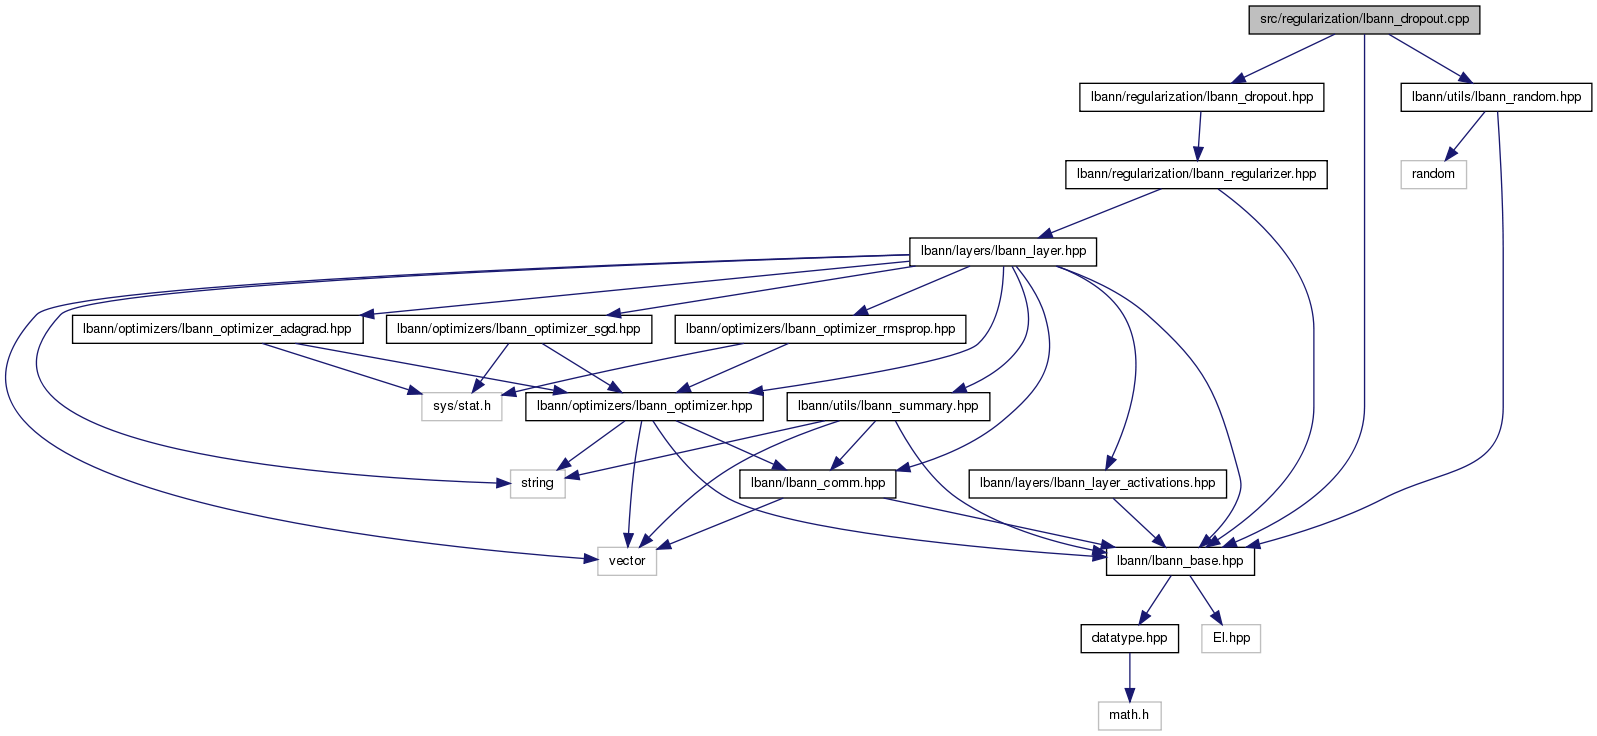 src/regularization/lbann_dropout.cpp
lbann/regularization/lbann_dropout.hpp
lbann/utils/lbann_random.hpp
lbann/regularization/lbann_regularizer.hpp
random
lbann/layers/lbann_layer.hpp
lbann/optimizers/lbann_optimizer_adagrad.hpp
lbann/optimizers/lbann_optimizer_sgd.hpp
lbann/optimizers/lbann_optimizer_rmsprop.hpp
sys/stat.h
lbann/optimizers/lbann_optimizer.hpp
lbann/utils/lbann_summary.hpp
string
lbann/lbann_comm.hpp
lbann/layers/lbann_layer_activations.hpp
vector
lbann/lbann_base.hpp
datatype.hpp
El.hpp
math.h